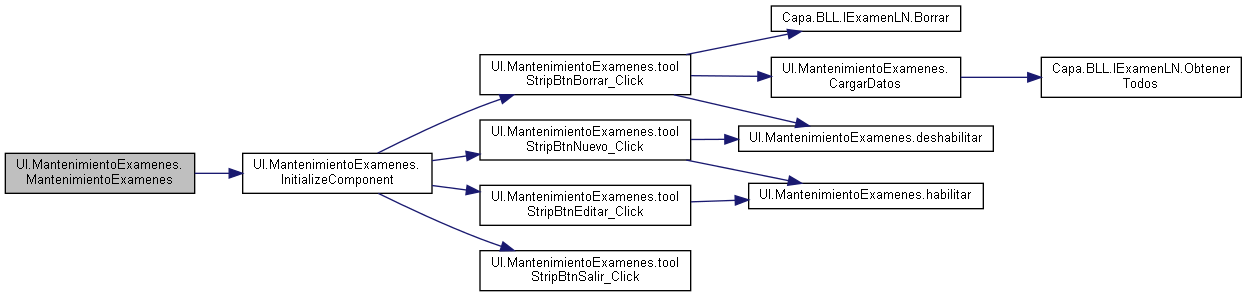 UI.MantenimientoExamenes.
MantenimientoExamenes
UI.MantenimientoExamenes.
InitializeComponent
UI.MantenimientoExamenes.tool
StripBtnBorrar_Click
UI.MantenimientoExamenes.tool
StripBtnNuevo_Click
UI.MantenimientoExamenes.tool
StripBtnEditar_Click
UI.MantenimientoExamenes.tool
StripBtnSalir_Click
Capa.BLL.IExamenLN.Borrar
UI.MantenimientoExamenes.
CargarDatos
UI.MantenimientoExamenes.deshabilitar
UI.MantenimientoExamenes.habilitar
Capa.BLL.IExamenLN.Obtener
Todos